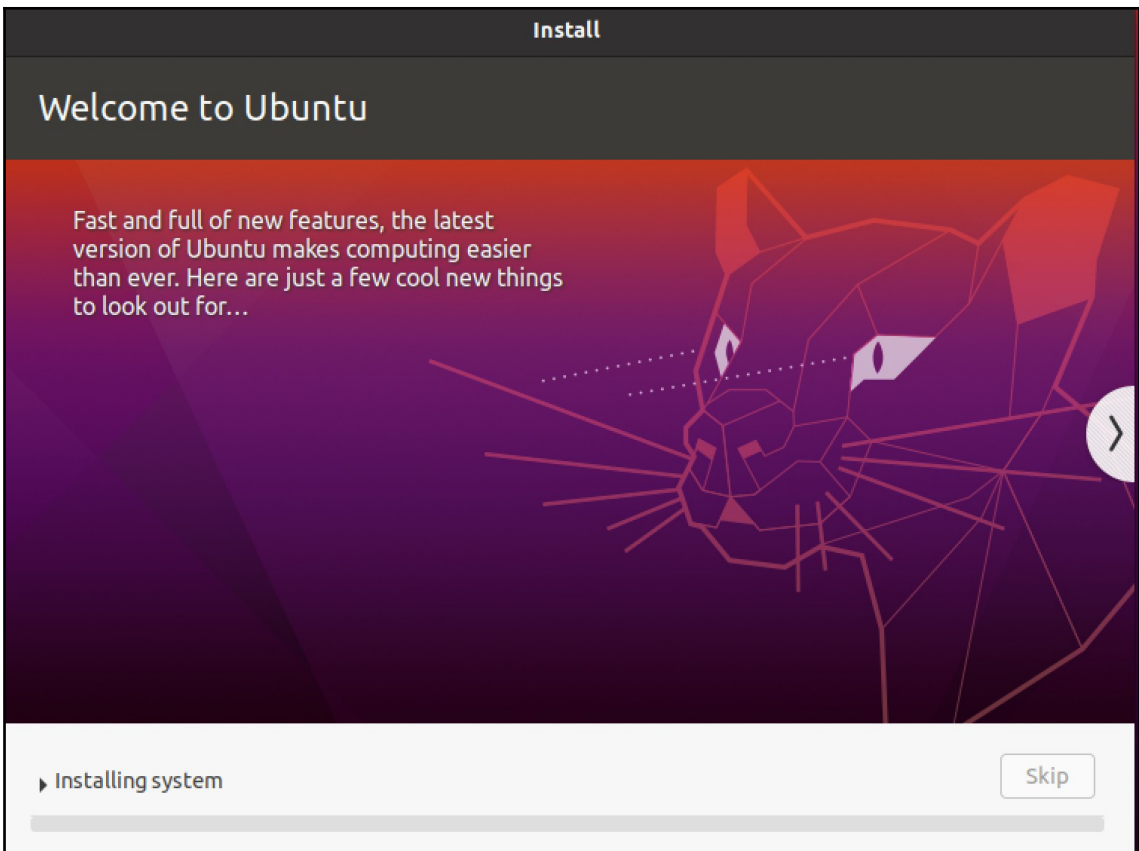 Install
Welcome to Ubuntu
Fast and full of new features, the latest
version of Ubuntu makes computing easier
than ever. Here are just a few cool new things
to look out for…
Installing system
Skip